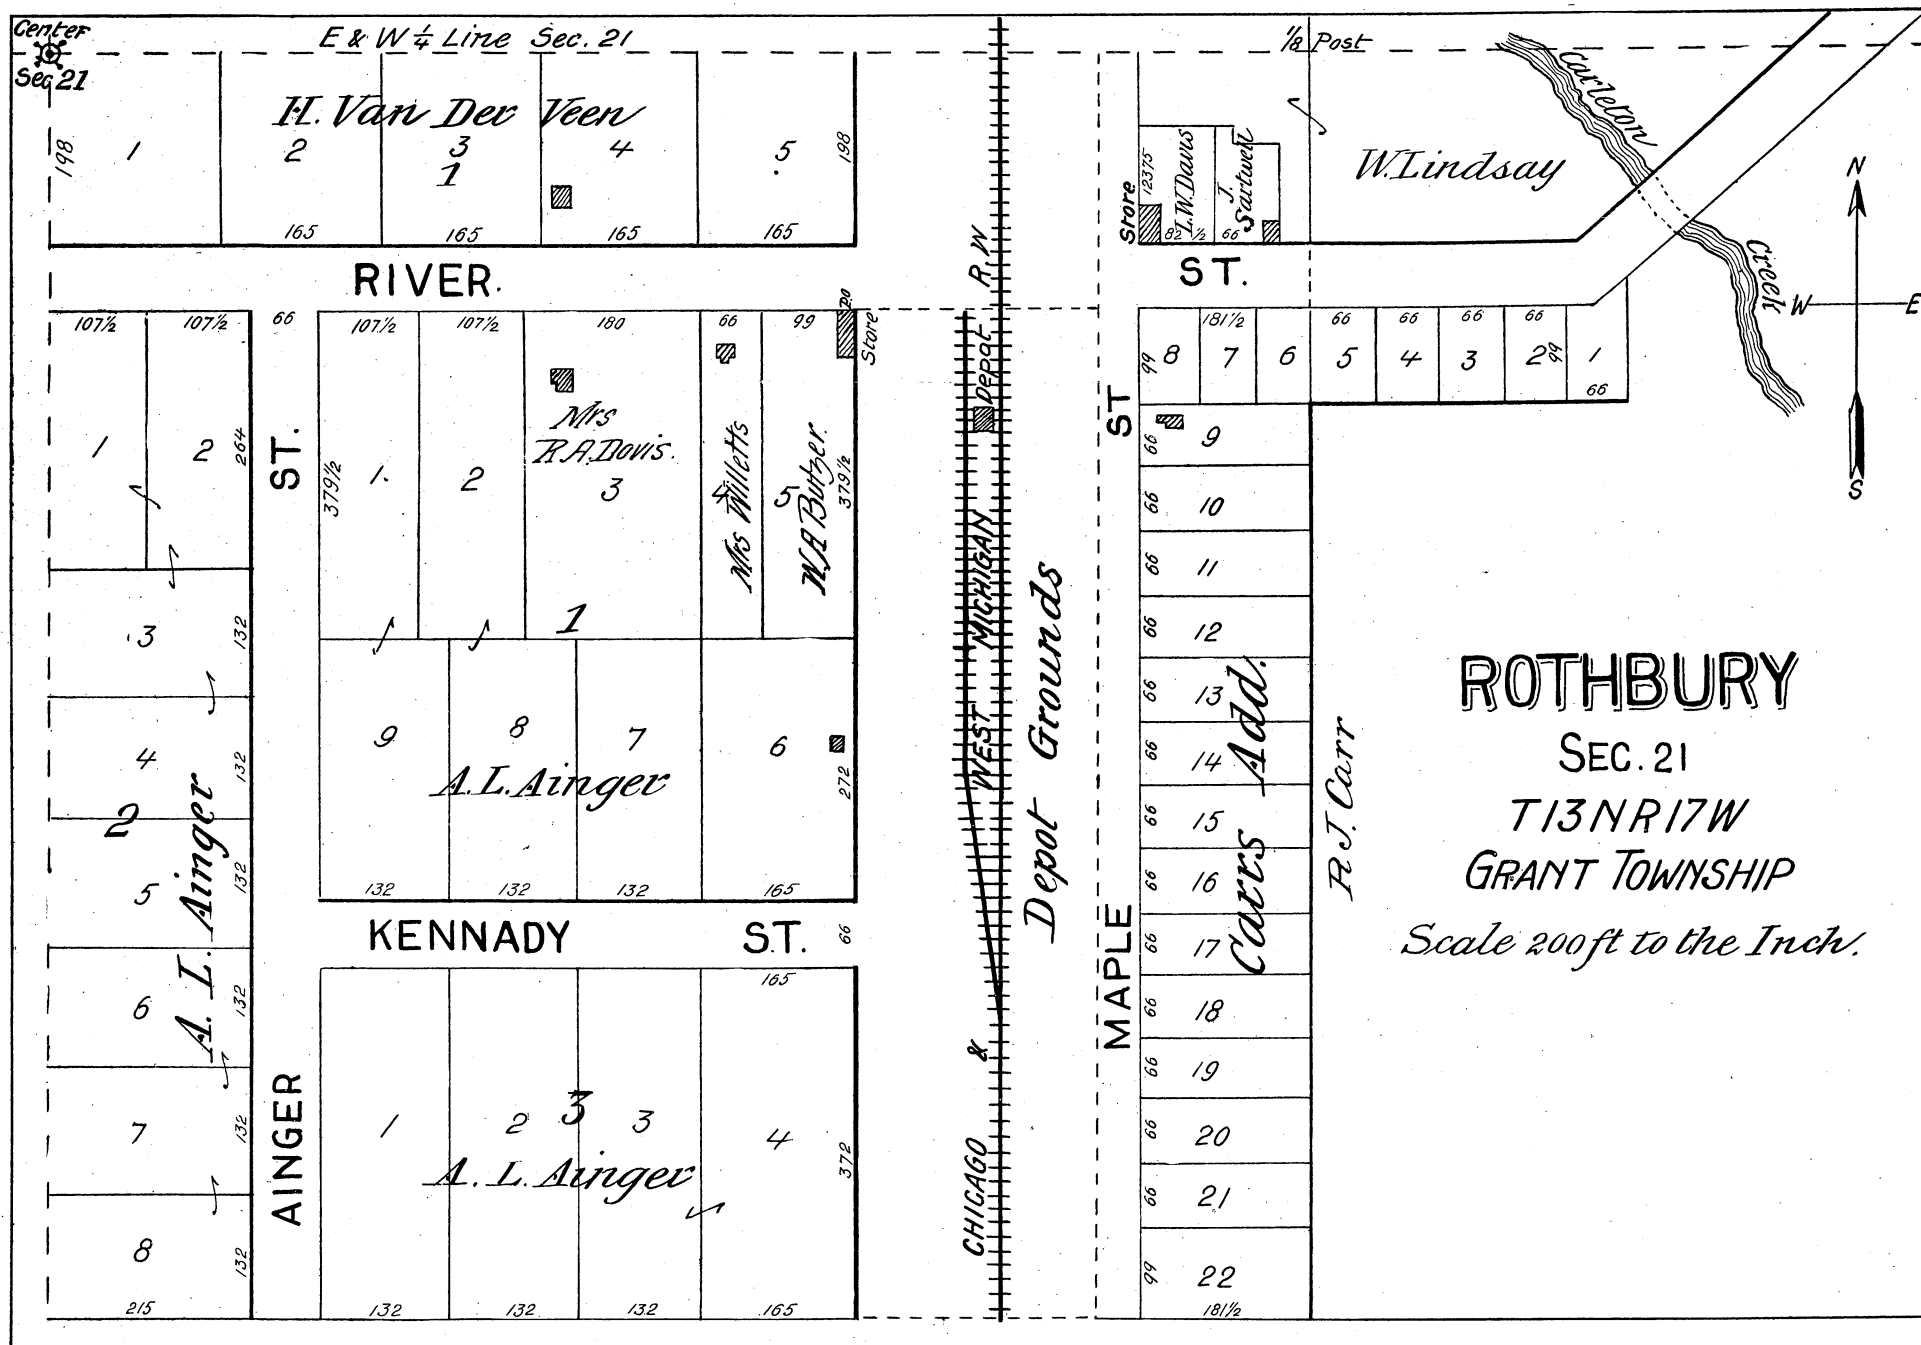 Center
Sec 21
E & W ¼ Line Sec. 21
⅛ Post
H. Van Der Veen
198
1
2
3
4
5
198
1
165
165
165
165
RIVER.
R, W
Store
12375
L.W. Davis
J. Sartwell
82 ½
66
W. Lindsay
ST.
Carleton
Creek
N
W
E
S
107½
107½
1
2
264
3
132
4
132
2
5
132
A. L. Ainger
6
132
7
132
8
132
215
66
ST.
AINGER
107½
107½
180
66
99
20
Store
379½
1.
2
Mrs
R.A. Davis.
3
4
Mrs Willetts
5
W.A Butzer.
379½
1
9
8
7
6
272
A. L. Ainger
132
132
132
165
KENNADY ST.
66
165
1
2
3
3
4
372
A. L. Ainger
132
132
132
165
Depot
CHICAGO & WEST MICHIGAN
Depot Grounds
MAPLE ST
181½
66
66
66
66
99
8
7
6
5
4
3
2
99
1
66
66
9
66
10
66
11
66
12
66
13
66
14
66
15
66
16
66
17
66
18
66
19
66
20
66
21
99
22
181½
Carrs Add.
R. J. Carr
ROTHBURY
SEC. 21
T 13 N R 17 W
GRANT TOWNSHIP
Scale 200 ft to the Inch.